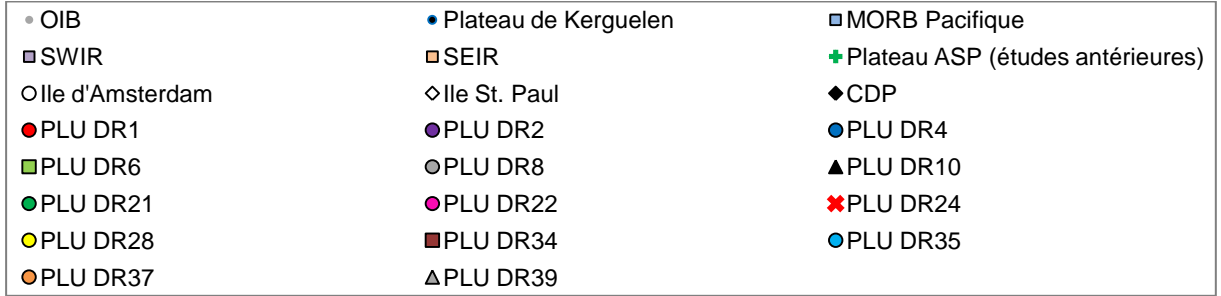 OIB Plateau de Kerguelen MORB Pacifique
SWIR SEIR Plateau ASP (études antérieures)
Ile d'Amsterdam Ile St. Paul CDP
PLU DR1 PLU DR2 PLU DR4
PLU DR6 PLU DR8 PLU DR10
PLU DR21 PLU DR22 PLU DR24
PLU DR28 PLU DR34 PLU DR35
PLU DR37 PLU DR39